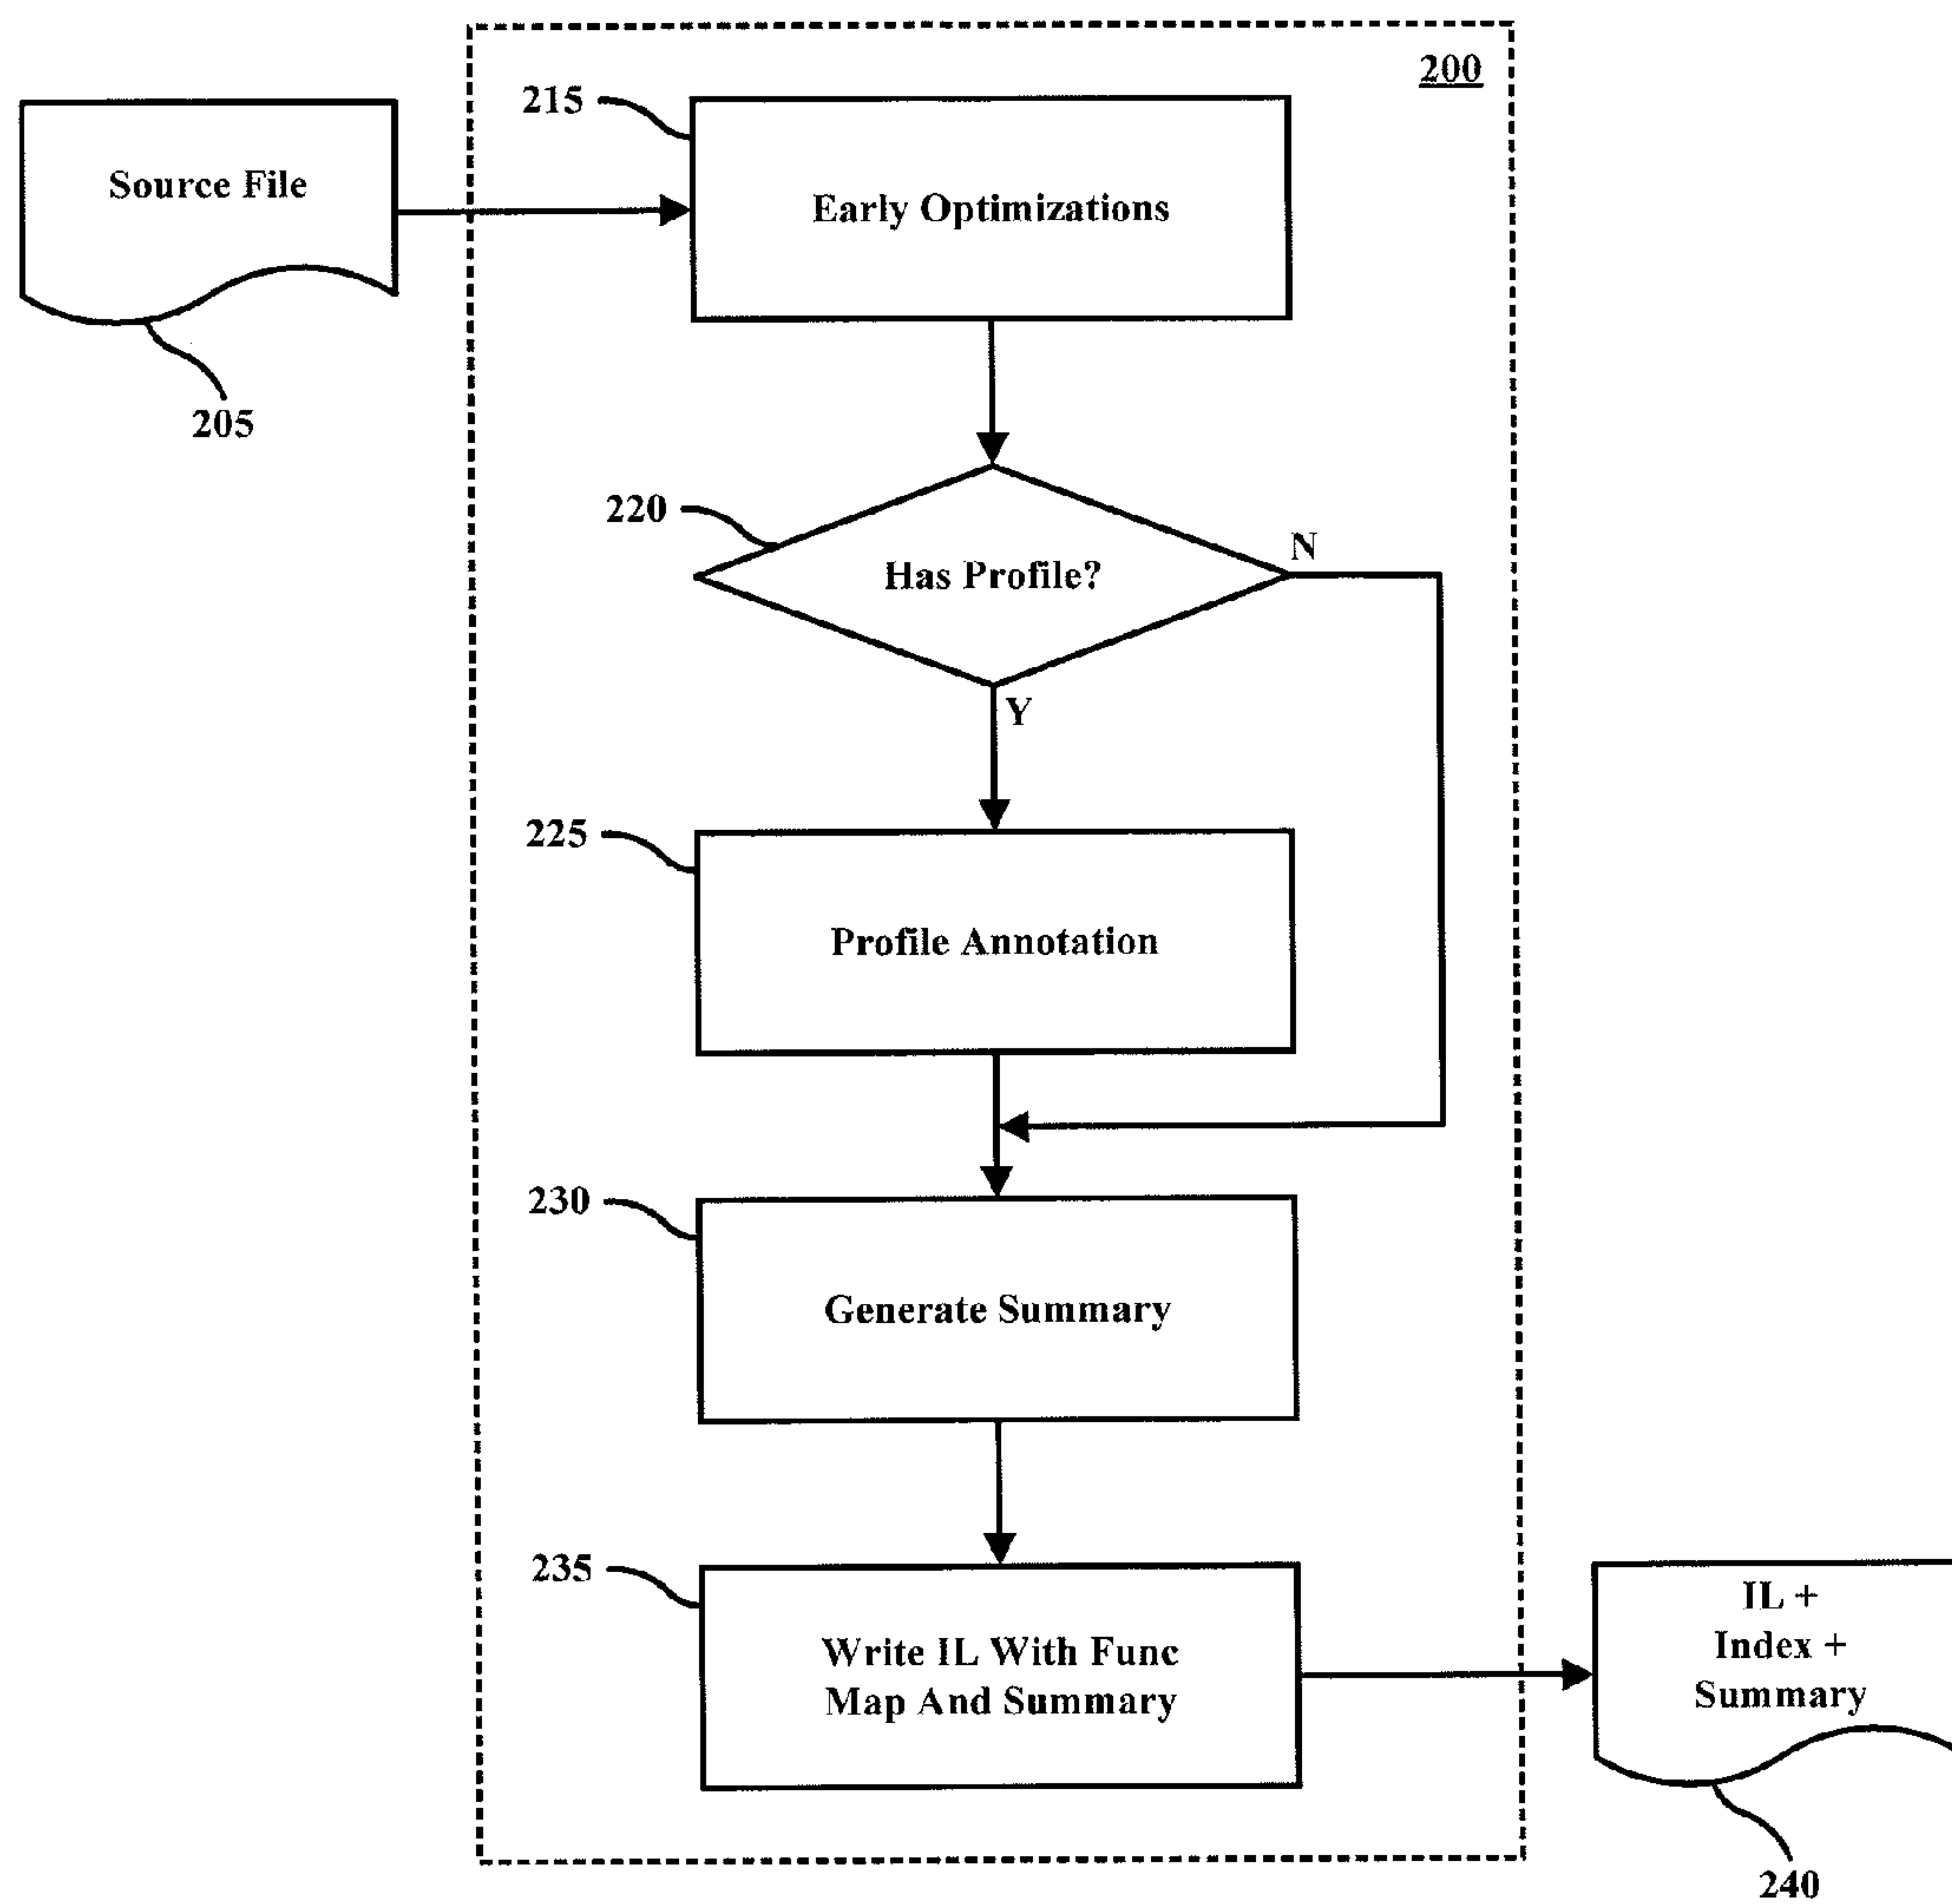 200
215
Source File
Early Optimizations
205
220
Has Profile?
N
Y
225
Profile Annotation
230
Generate Summary
235
Write IL With Func
Map And Summary
IL +
Index +
Summary
240